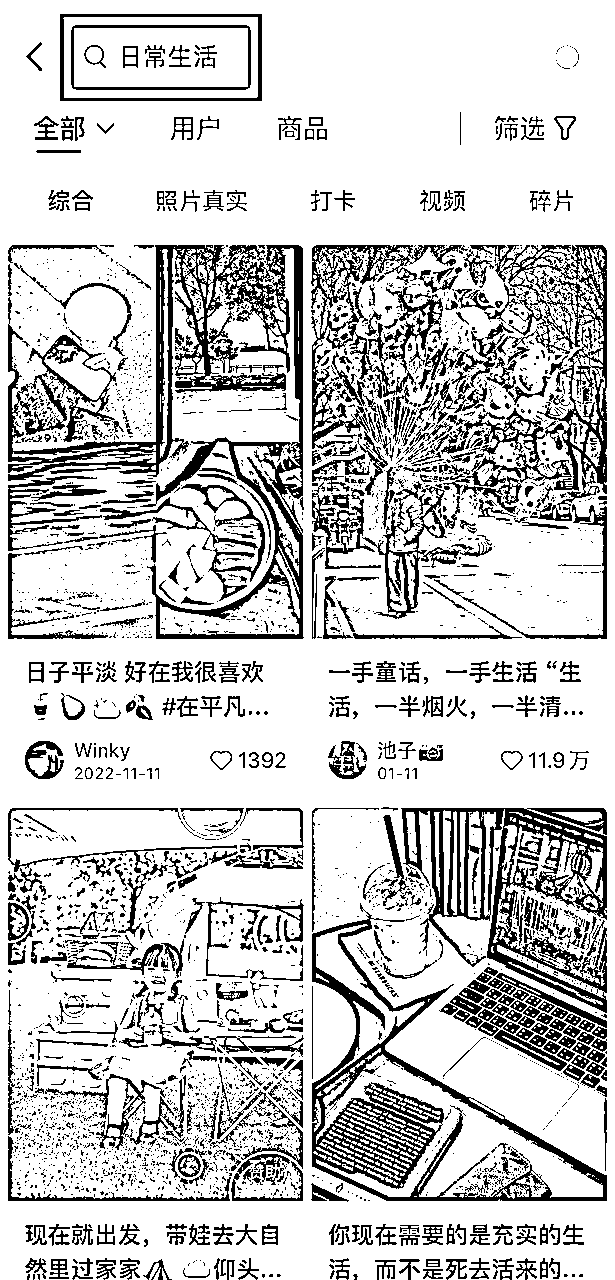 日常生活
全部 用户 商品 筛选
综合 照片真实 打卡 视频 碎片
日子平淡 好在我很喜欢
#在平凡...
Winky
2022-11-11
1392
一手童话，一手生活 “生
活，一半烟火，一半清...
池子
01-11
11.9万
赞助
现在就出发，带娃去大自
然里过家家 仰头...
你现在需要的是充实的生
活，而不是死去活来的...